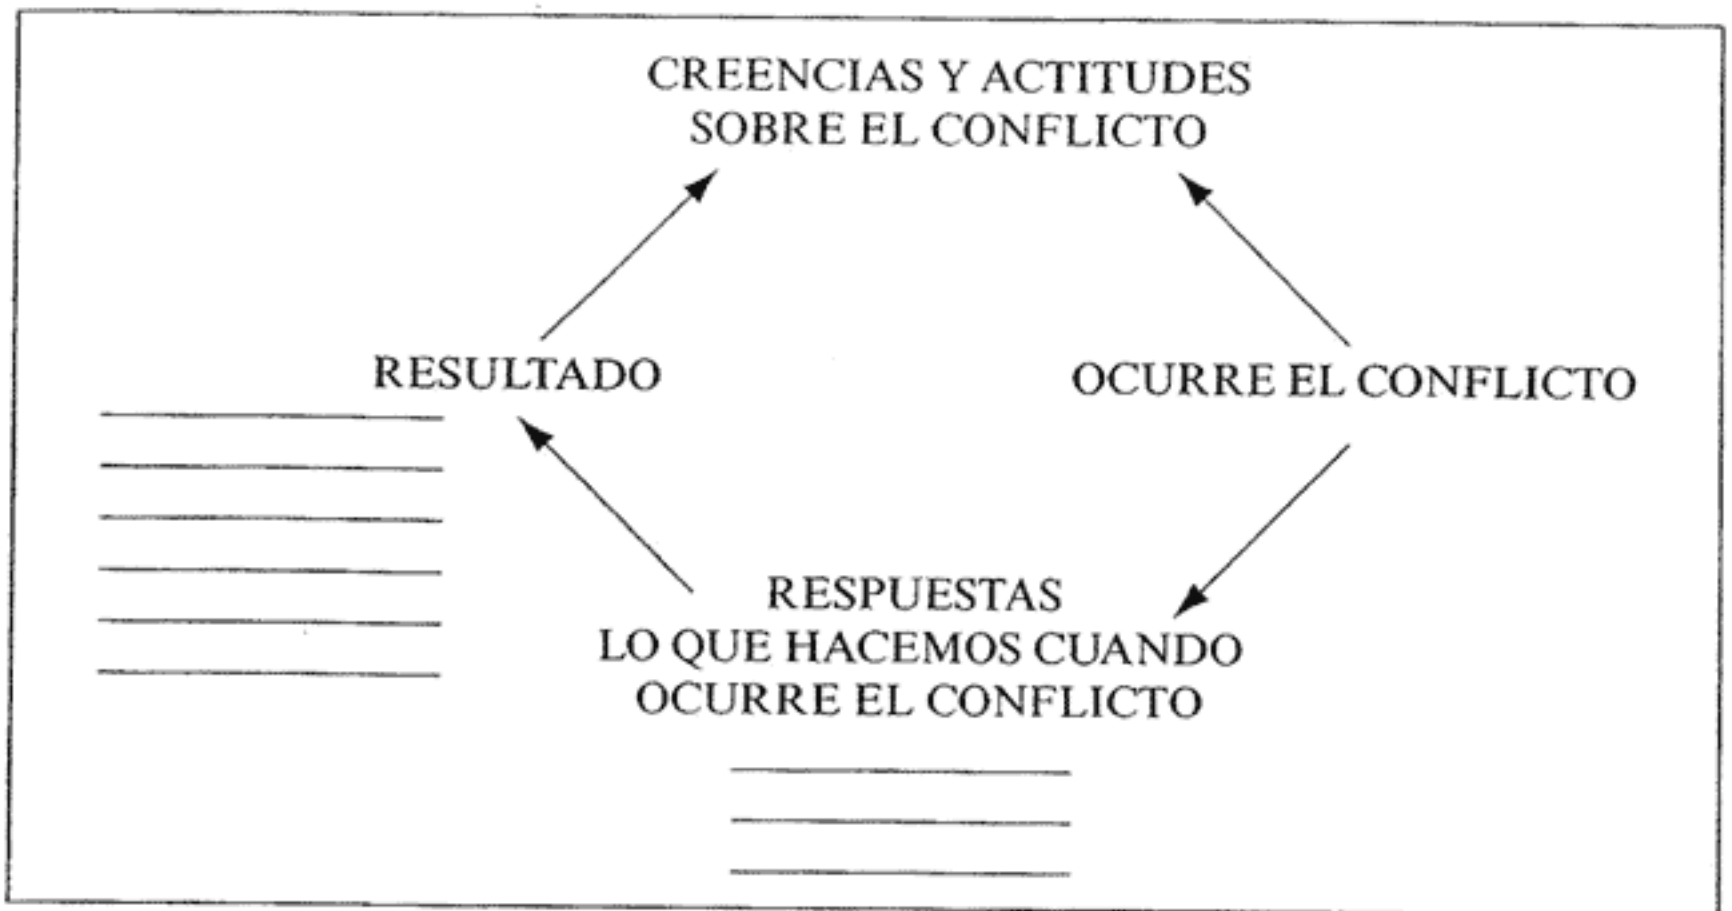 CREENCIAS Y ACTITUDES
SOBRE EL CONFLICTO
RESULTADO
OCURRE EL CONFLICTO
RESPUESTAS
LO QUE HACEMOS CUANDO
OCURRE EL CONFLICTO